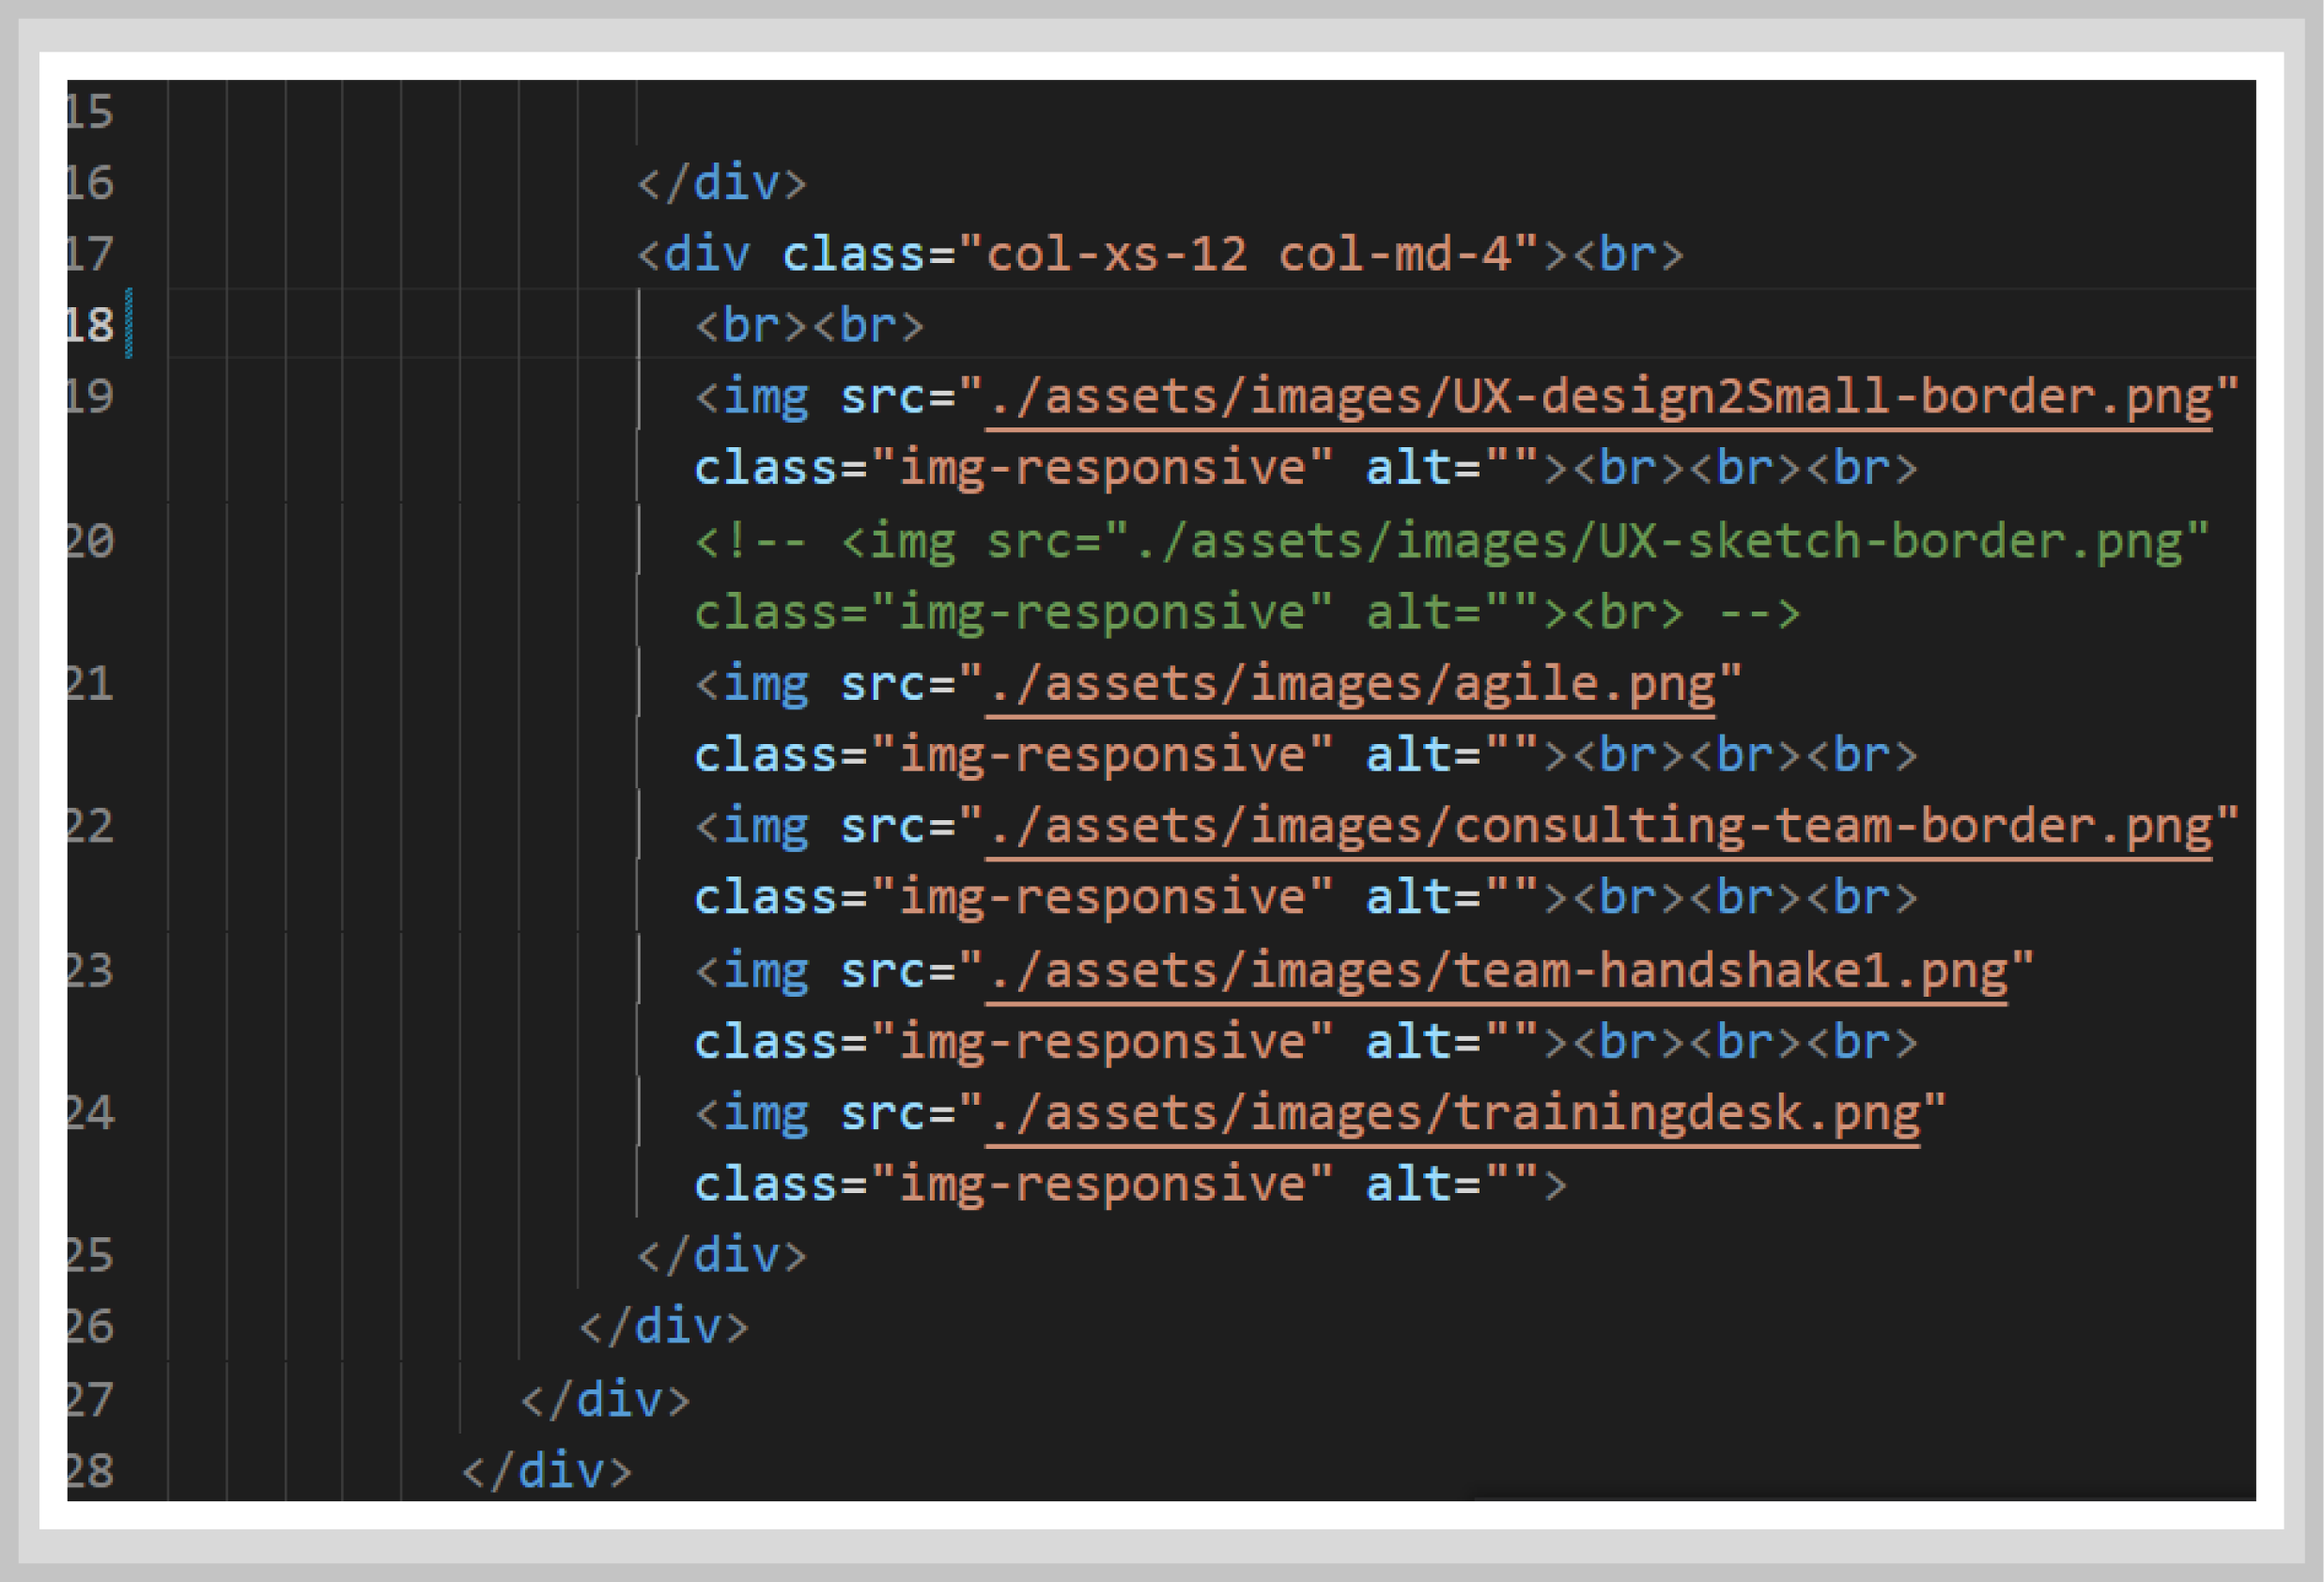 15
16 </div>
17 <div class="col-xs-12 col-md-4"><br>
18 <br><br>
19 <img src="./assets/images/UX-design2Small-border.png"
class="img-responsive" alt=""><br><br><br>
20 <!-- <img src="./assets/images/UX-sketch-border.png"
class="img-responsive" alt=""><br> -->
21 <img src="./assets/images/agile.png"
class="img-responsive" alt=""><br><br><br>
22 <img src="./assets/images/consulting-team-border.png"
class="img-responsive" alt=""><br><br><br>
23 <img src="./assets/images/team-handshake1.png"
class="img-responsive" alt=""><br><br><br>
24 <img src="./assets/images/trainingdesk.png"
class="img-responsive" alt="">
25 </div>
26 </div>
27 </div>
28 </div>